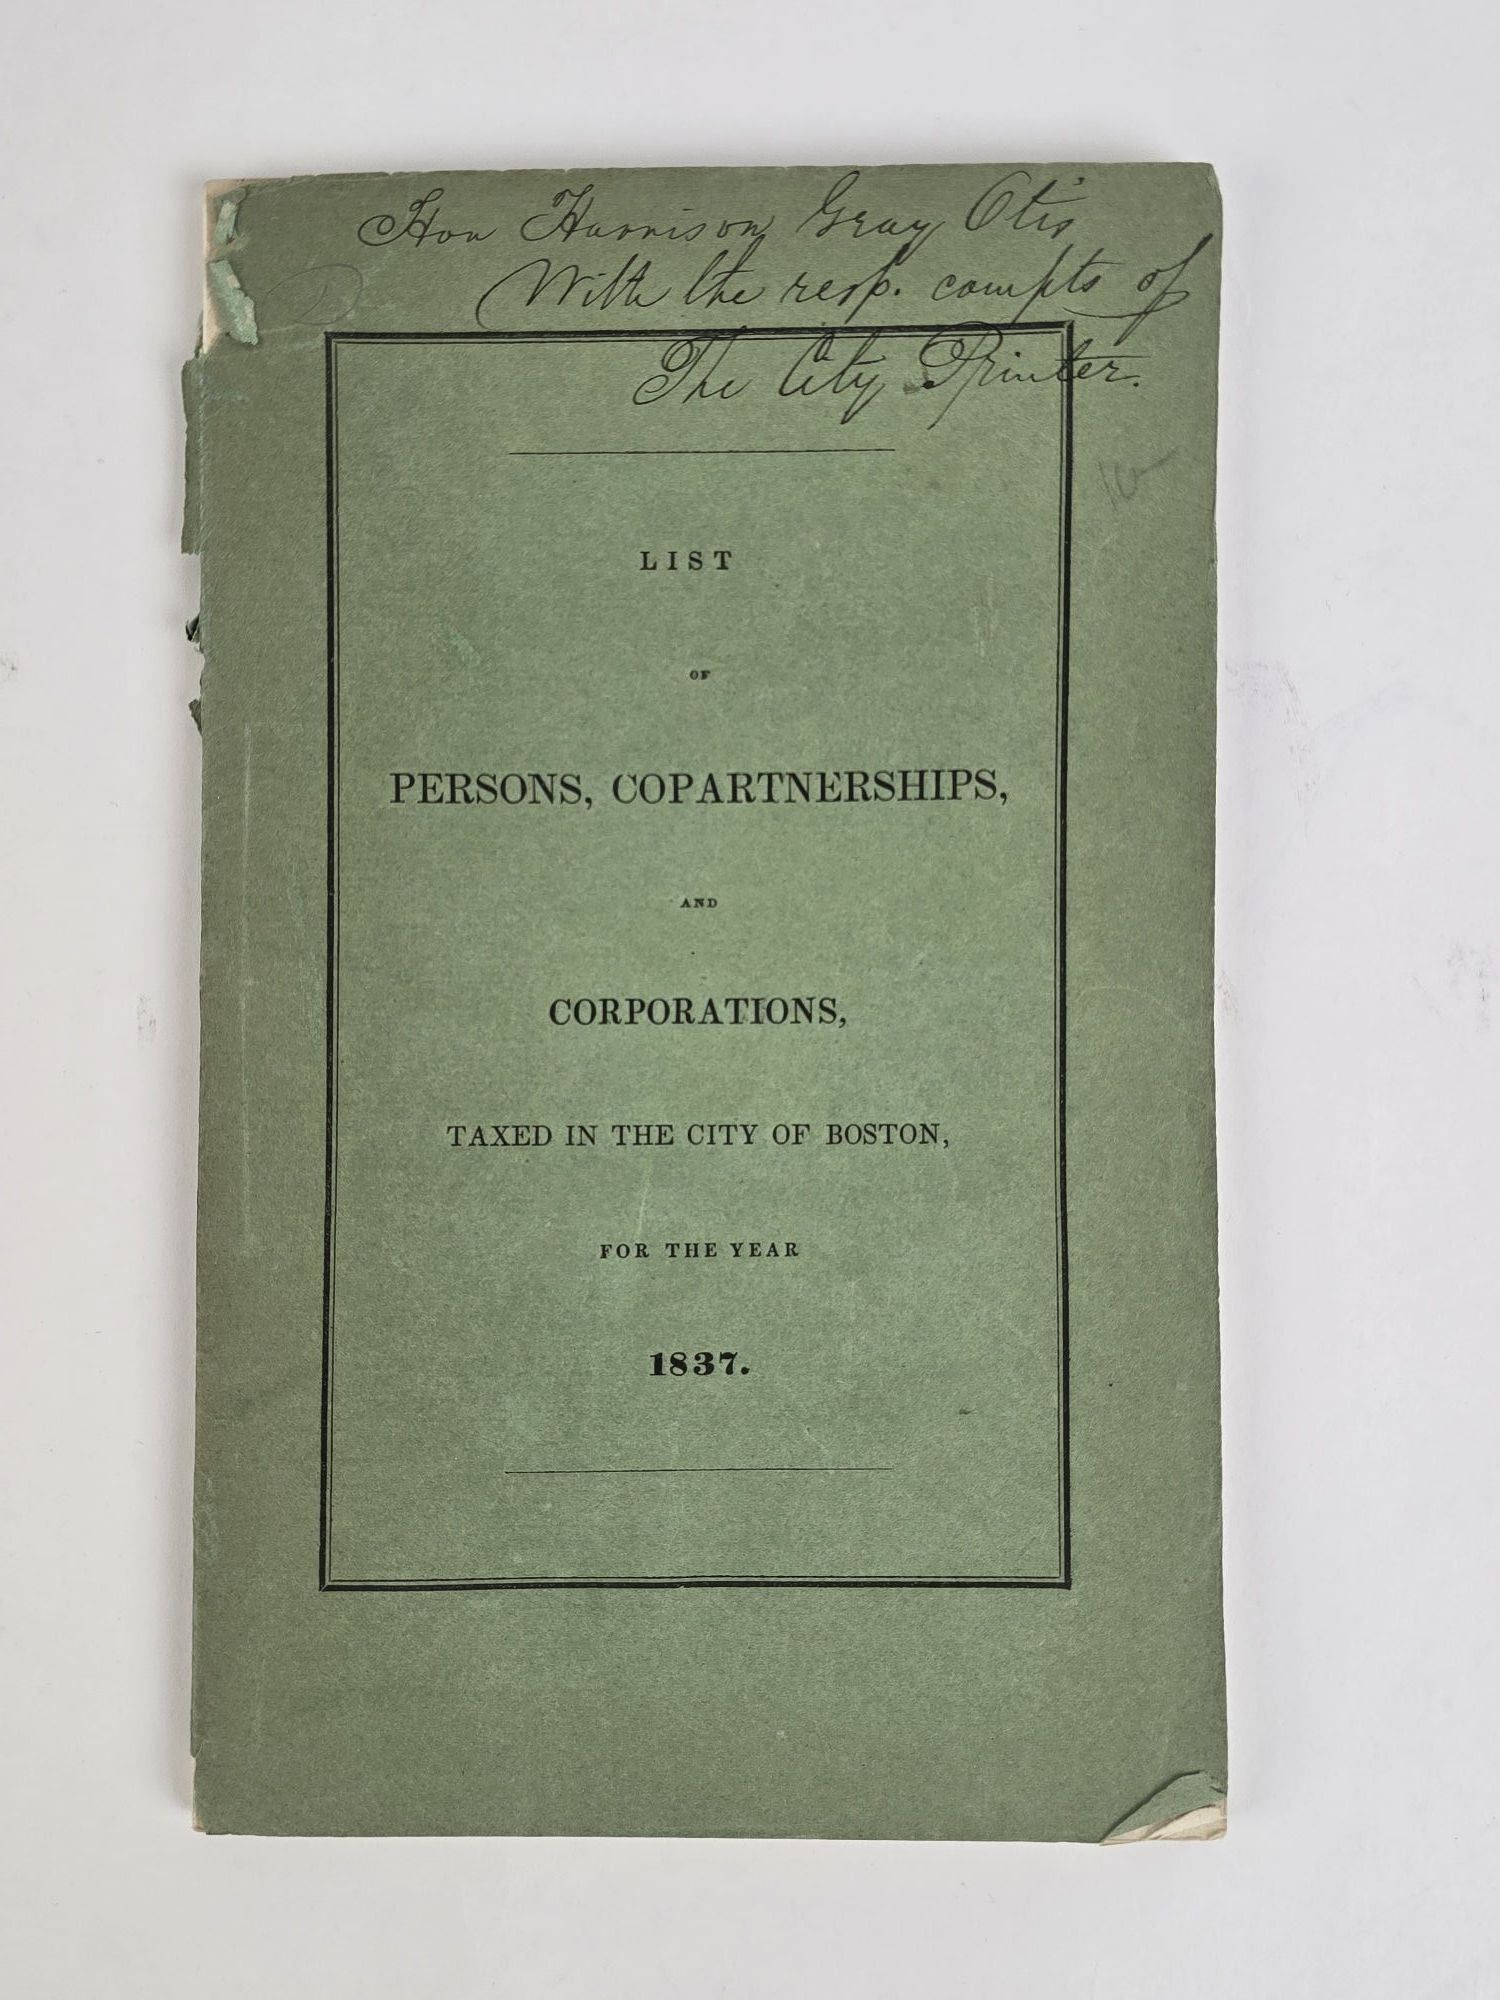 Hon Harrison Gray Otis
With the resp. compts of
The City Printer.
LIST
OF
PERSONS, COPARTNERSHIPS,
AND
CORPORATIONS,
TAXED IN THE CITY OF BOSTON,
FOR THE YEAR
1837.